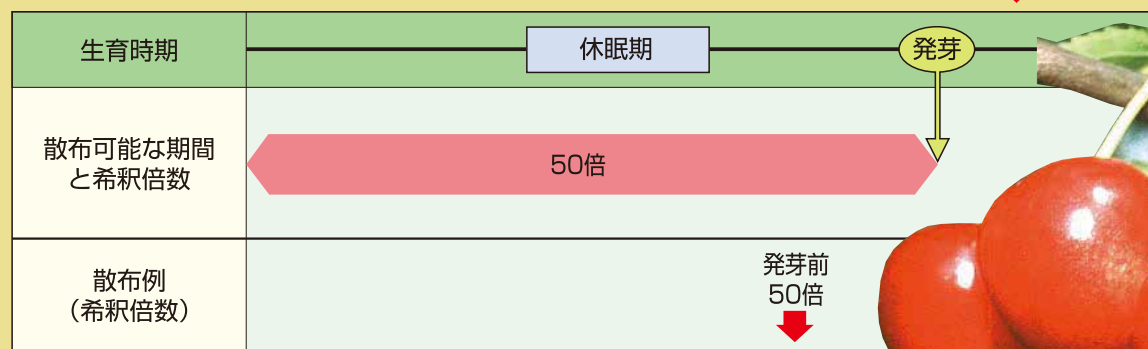 生育時期
休眠期
発芽
散布可能な期間
と希釈倍数
50倍
散布例
（希釈倍数）
発芽前
50倍